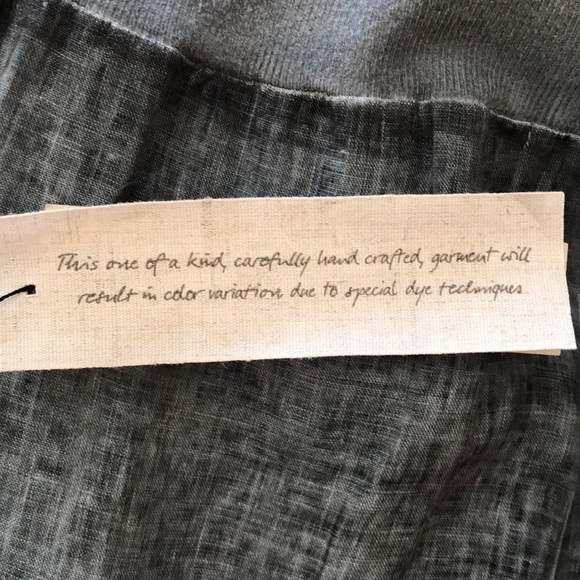 This one of a kind, carefully hand crafted, garment will
result in color variation due to special dye techniques.